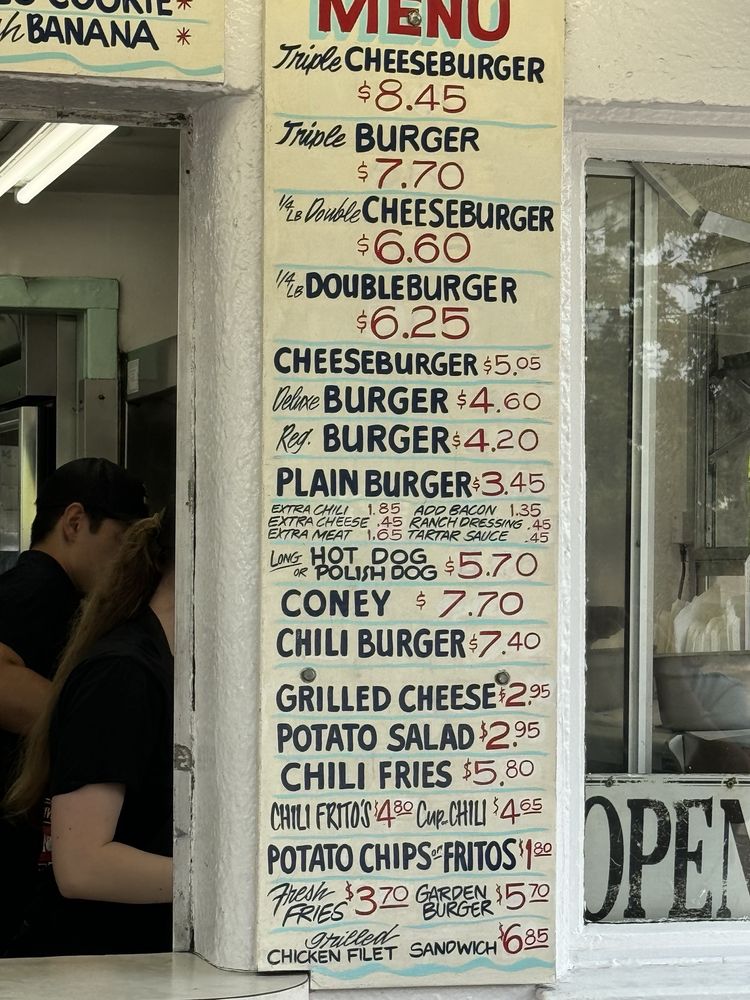 COOKIE*
BANANA *
MENU
Triple CHEESEBURGER
$8.45
Triple BURGER
$7.70
1/4 LB Double CHEESEBURGER
$6.60
1/4 LB DOUBLEBURGER
$6.25
CHEESEBURGER $5.05
Deluxe BURGER $4.60
Reg. BURGER $4.20
PLAIN BURGER $3.45
EXTRA CHILI 1.85 ADD BACON 1.35
EXTRA CHEESE .45 RANCH DRESSING .45
EXTRA MEAT 1.65 TARTAR SAUCE .45
LONG HOT DOG
OR POLISH DOG $5.70
CONEY $7.70
CHILI BURGER $7.40
GRILLED CHEESE $2.95
POTATO SALAD $2.95
CHILI FRIES $5.80
CHILI FRITO'S $4.80 CUP-CHILI $4.65
POTATO CHIPS or FRITOS $1.80
Fresh FRIES $3.70 GARDEN BURGER $5.70
grilled
CHICKEN FILET SANDWICH $6.85
OPEN